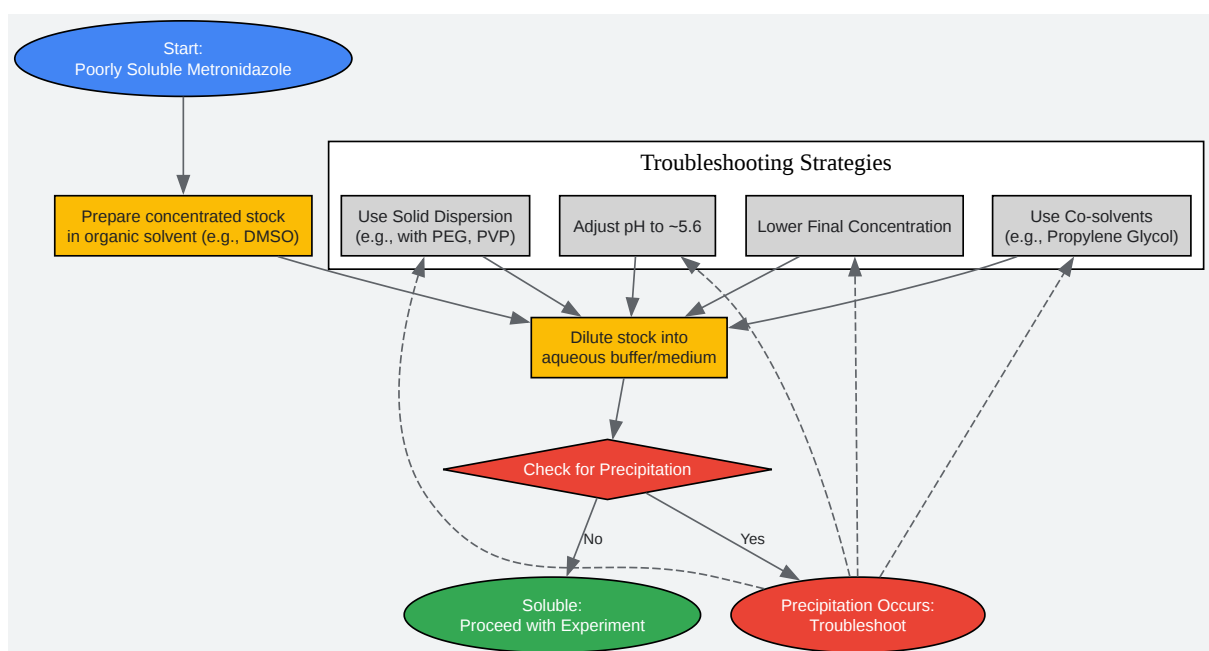 Start:
Poorly Soluble Metronidazole
Troubleshooting Strategies
Prepare concentrated stock
in organic solvent (e.g., DMSO)
Use Solid Dispersion
(e.g., with PEG, PVP)
Adjust pH to ~5.6
Lower Final Concentration
Use Co-solvents
(e.g., Propylene Glycol)
Dilute stock into
aqueous buffer/medium
Check for Precipitation
No
Yes
Soluble:
Proceed with Experiment
Precipitation Occurs:
Troubleshoot